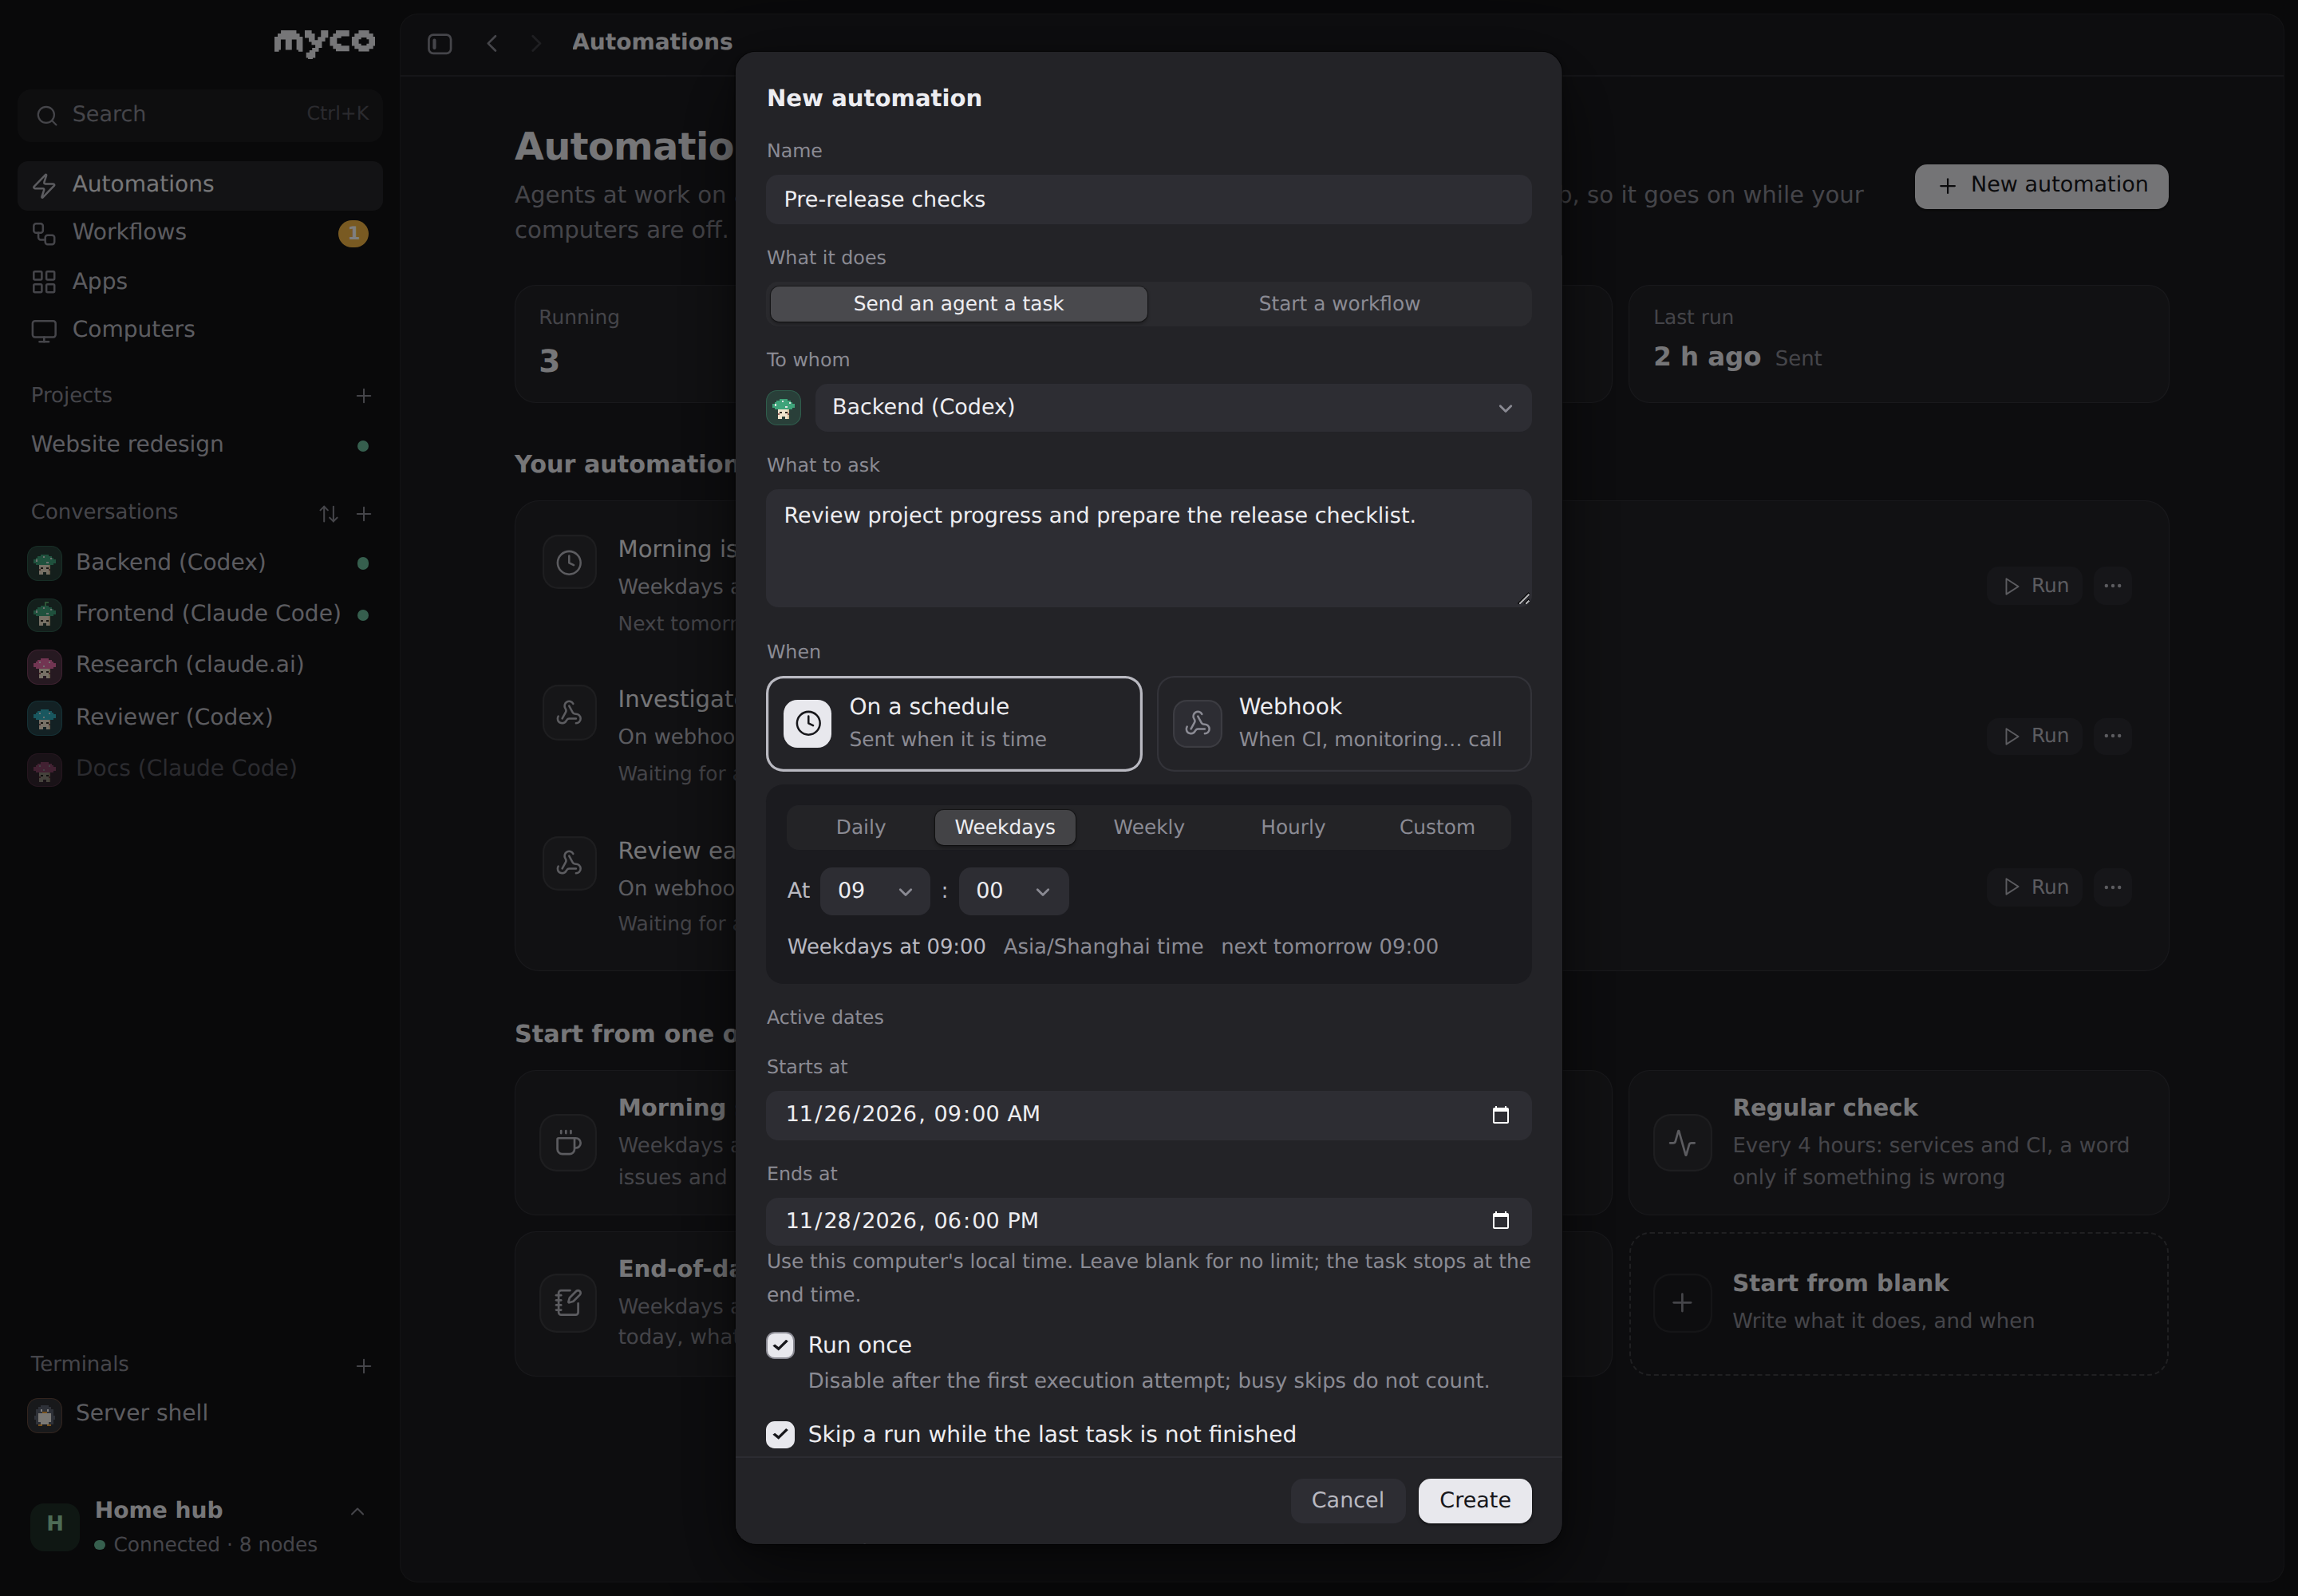 myco
Search
Ctrl+K
Automations
Workflows
1
Apps
Computers
Projects
Website redesign
Conversations
Backend (Codex)
Frontend (Claude Code)
Research (claude.ai)
Reviewer (Codex)
Docs (Claude Code)
Terminals
Server shell
H
Home hub
Connected · 8 nodes
Automations
Automatio
Agents at work on
, so it goes on while your
computers are off.
New automation
Running
3
Last run
2 h ago Sent
Your automation
Morning is
Weekdays
Next tomorr
Run
Investigat
On webhoo
Waiting for
Run
Review ea
On webhoo
Waiting for
Run
Start from one o
Morning
Weekdays
issues and
Regular check
Every 4 hours: services and CI, a word
only if something is wrong
End-of-da
Weekdays
today, what
Start from blank
Write what it does, and when
New automation
Name
Pre-release checks
What it does
Send an agent a task
Start a workflow
To whom
Backend (Codex)
What to ask
Review project progress and prepare the release checklist.
When
On a schedule
Sent when it is time
Webhook
When CI, monitoring… call
Daily
Weekdays
Weekly
Hourly
Custom
At 09 : 00
Weekdays at 09:00 Asia/Shanghai time next tomorrow 09:00
Active dates
Starts at
11/26/2026, 09:00 AM
Ends at
11/28/2026, 06:00 PM
Use this computer's local time. Leave blank for no limit; the task stops at the
end time.
Run once
Disable after the first execution attempt; busy skips do not count.
Skip a run while the last task is not finished
Cancel
Create